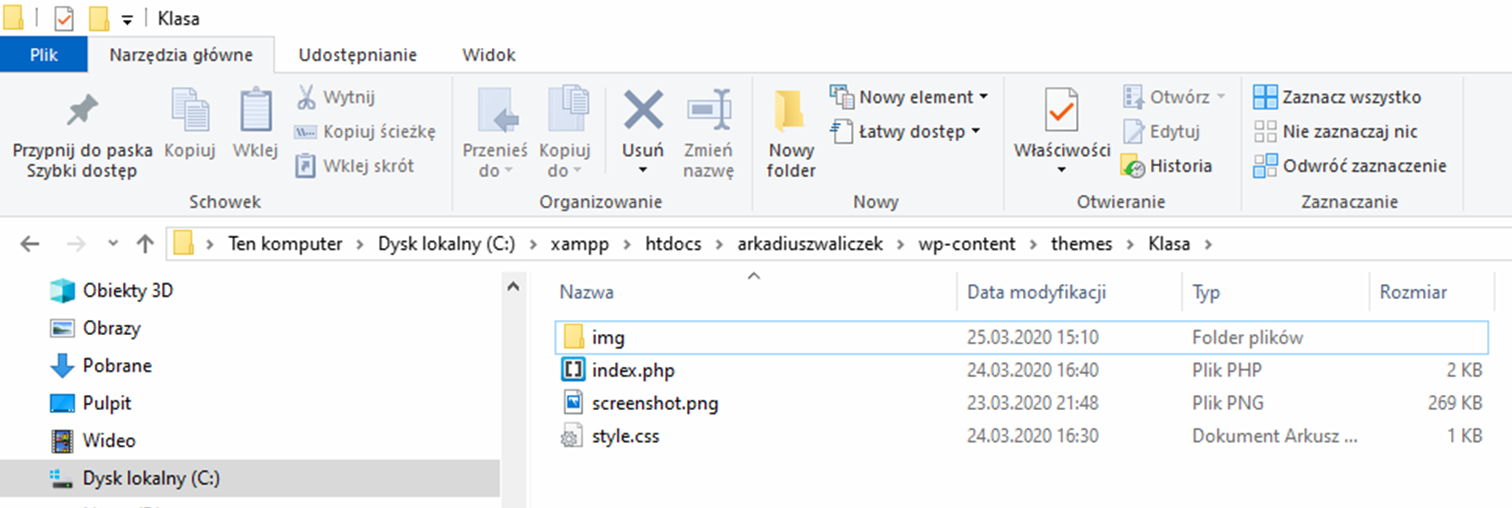 Klasa
Plik Narzędzia główne Udostępnianie Widok
Przypnij do paska Szybki dostęp
Kopiuj
Wklej
Wytnij
Kopiuj ścieżkę
Wklej skrót
Schowek
Przenieś do
Kopiuj do
Usuń
Zmień nazwę
Organizowanie
Nowy folder
Nowy element
Łatwy dostęp
Nowy
Właściwości
Otwórz
Edytuj
Historia
Otwieranie
Zaznacz wszystko
Nie zaznaczaj nic
Odwróć zaznaczenie
Zaznaczanie
Ten komputer > Dysk lokalny (C:) > xampp > htdocs > arkadiuszwaliczek > wp-content > themes > Klasa >
Obiekty 3D
Obrazy
Pobrane
Pulpit
Wideo
Dysk lokalny (C:)
Nazwa Data modyfikacji Typ Rozmiar
img 25.03.2020 15:10 Folder plików
index.php 24.03.2020 16:40 Plik PHP 2 KB
screenshot.png 23.03.2020 21:48 Plik PNG 269 KB
style.css 24.03.2020 16:30 Dokument Arkusz ... 1 KB